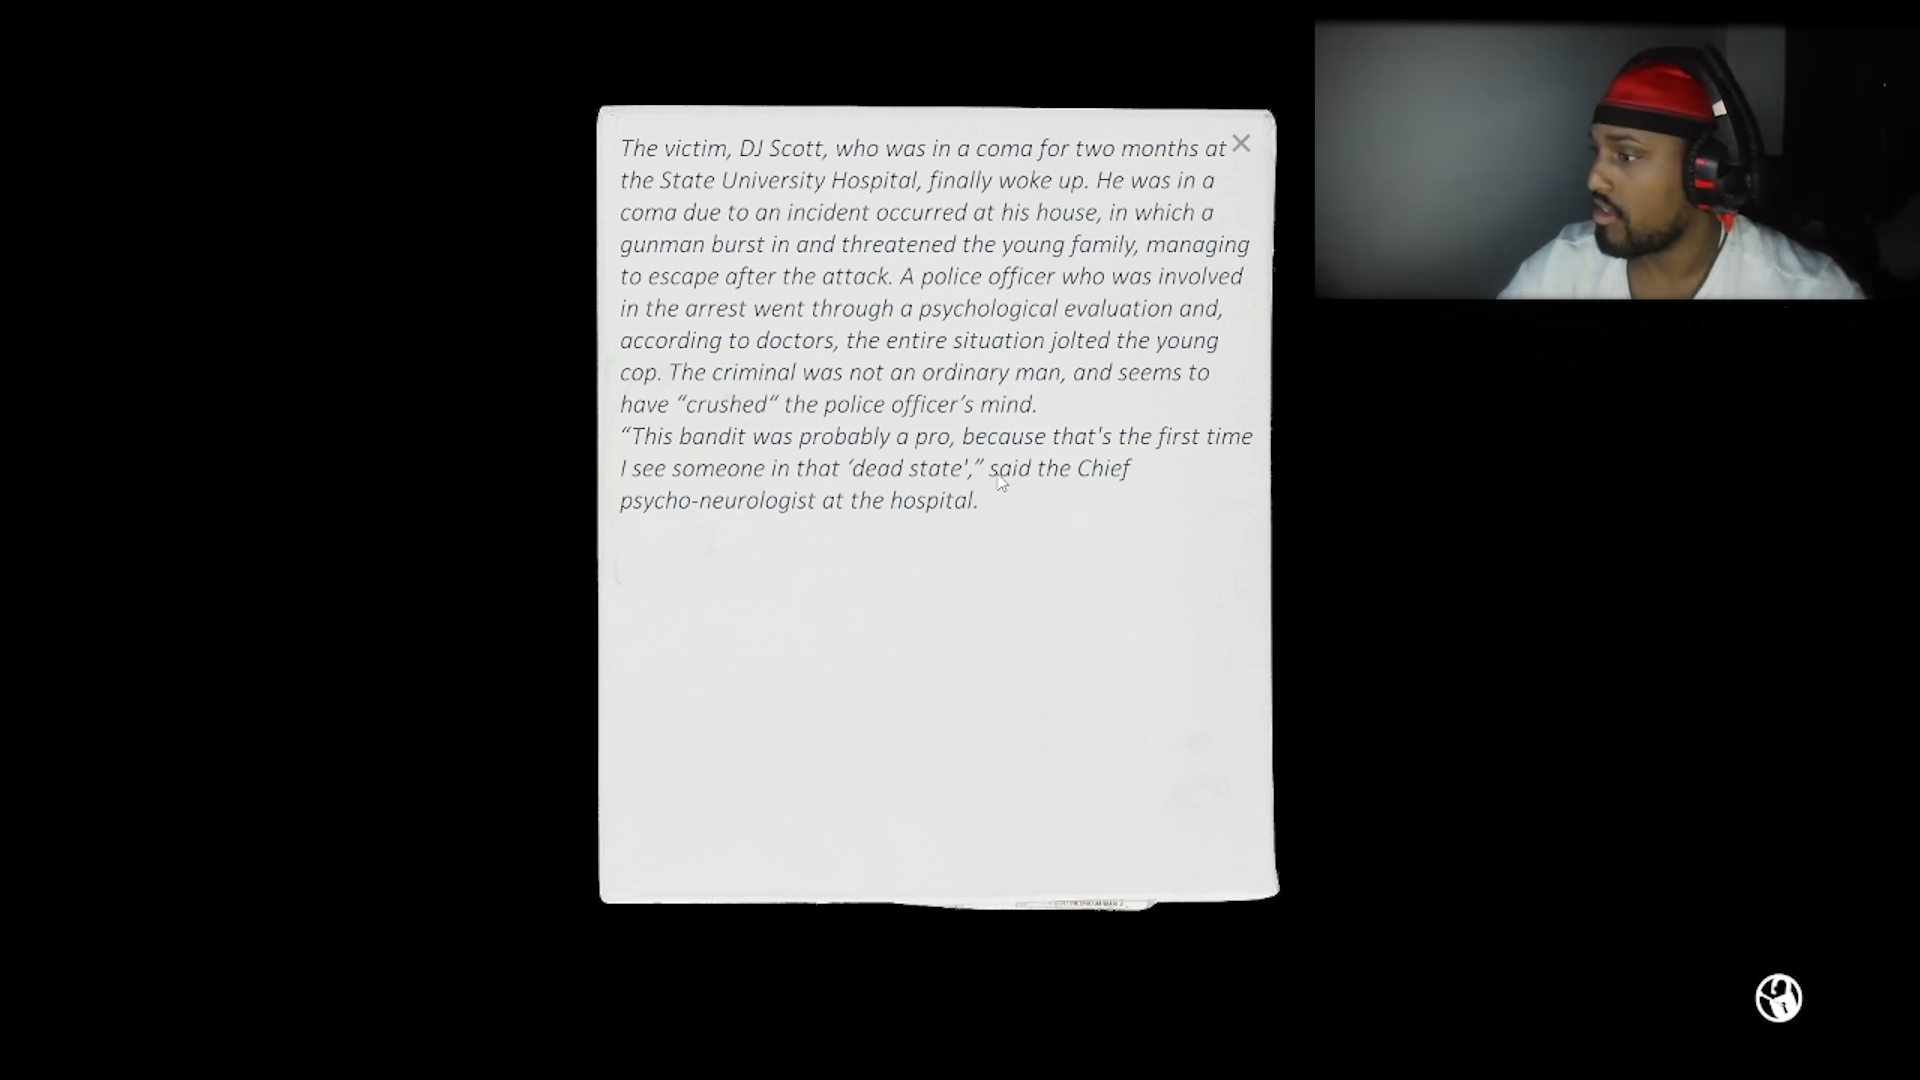 The victim, DJ Scott, who was in a coma for two months at
the State University Hospital, finally woke up. He was in a
coma due to an incident occurred at his house, in which a
gunman burst in and threatened the young family, managing
to escape after the attack. A police officer who was involved
in the arrest went through a psychological evaluation and,
according to doctors, the entire situation jolted the young
cop. The criminal was not an ordinary man, and seems to
have “crushed“ the police officer’s mind.
“This bandit was probably a pro, because that's the first time
I see someone in that ‘dead state',” said the Chief
psycho-neurologist at the hospital.